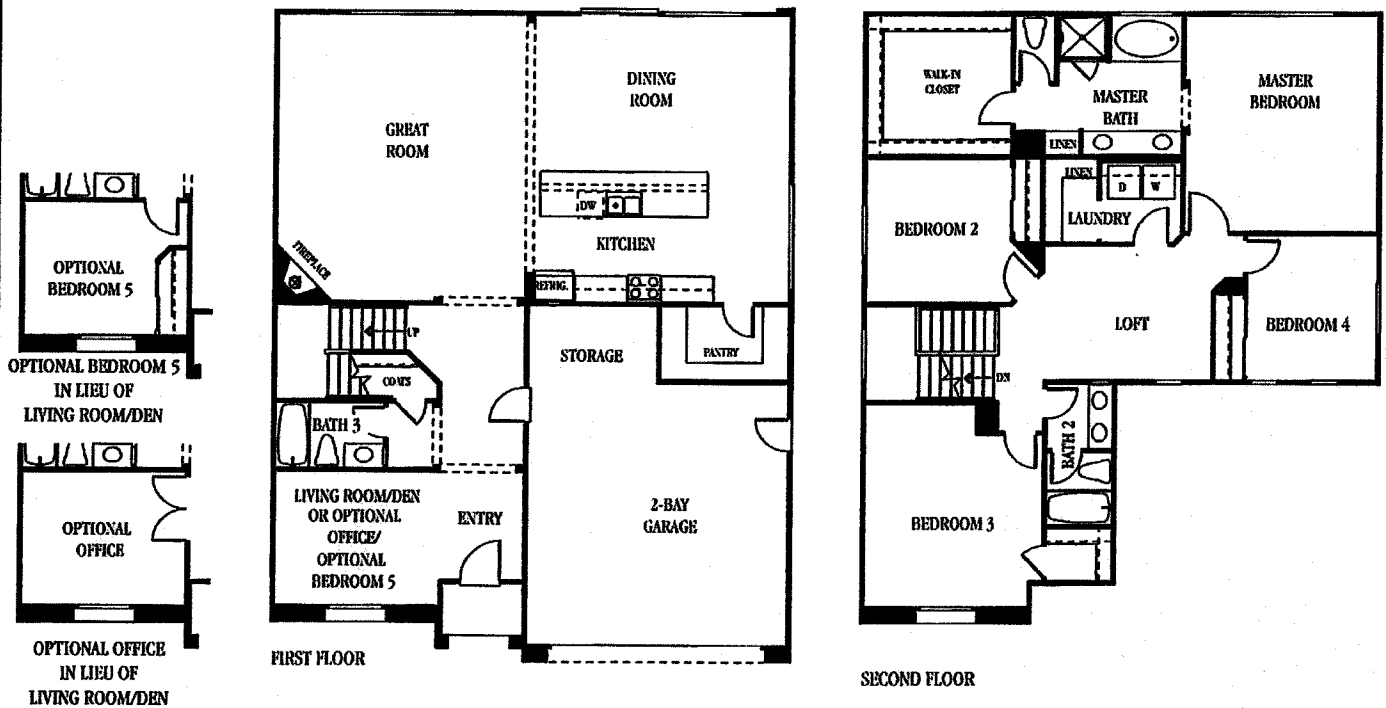 OPTIONAL
BEDROOM 5
OPTIONAL BEDROOM 5
IN LIEU OF
LIVING ROOM/DEN
OPTIONAL
OFFICE
OPTIONAL OFFICE
IN LIEU OF
LIVING ROOM/DEN
GREAT
ROOM
DINING
ROOM
DW
KITCHEN
FIREPLACE
REFRIG.
UP
STORAGE
PANTRY
COATS
BATH 3
LIVING ROOM/DEN
OR OPTIONAL
OFFICE/
OPTIONAL
BEDROOM 5
ENTRY
2-BAY
GARAGE
FIRST FLOOR
WALK-IN
CLOSET
MASTER
BATH
MASTER
BEDROOM
LINEN
LINEN
D
W
LAUNDRY
BEDROOM 2
LOFT
BEDROOM 4
DN
BATH 2
BEDROOM 3
SECOND FLOOR